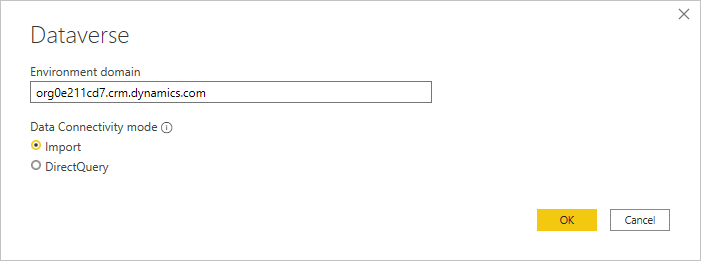 Dataverse
Environment domain
org0e211cd7.crm.dynamics.com
Data Connectivity mode
Import
DirectQuery
OK
Cancel